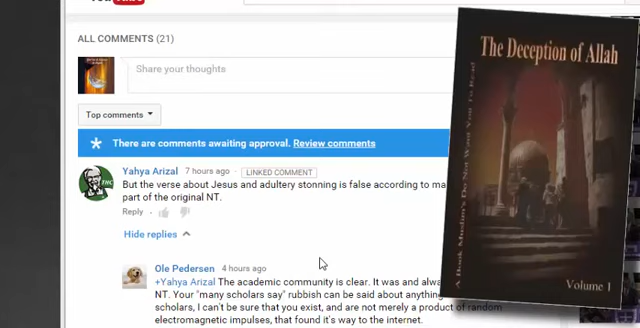 You Tube
ALL COMMENTS (21)
Share your thoughts
Top comments
There are comments awaiting approval. Review comments
Yahya Arizal 7 hours ago LINKED COMMENT
But the verse about Jesus and adultery stonning is false according to ma
part of the original NT.
Reply
Hide replies
Ole Pedersen 4 hours ago
+Yahya Arizal The academic community is clear. It was and alwa
NT. Your "many scholars say" rubbish can be said about anything
scholars, I can't be sure that you exist, and are not merely a product of random
electromagnetic impulses, that found it's way to the internet.
The Deception of Allah
A Book Muslim's Do Not Want You To Read
Volume 1